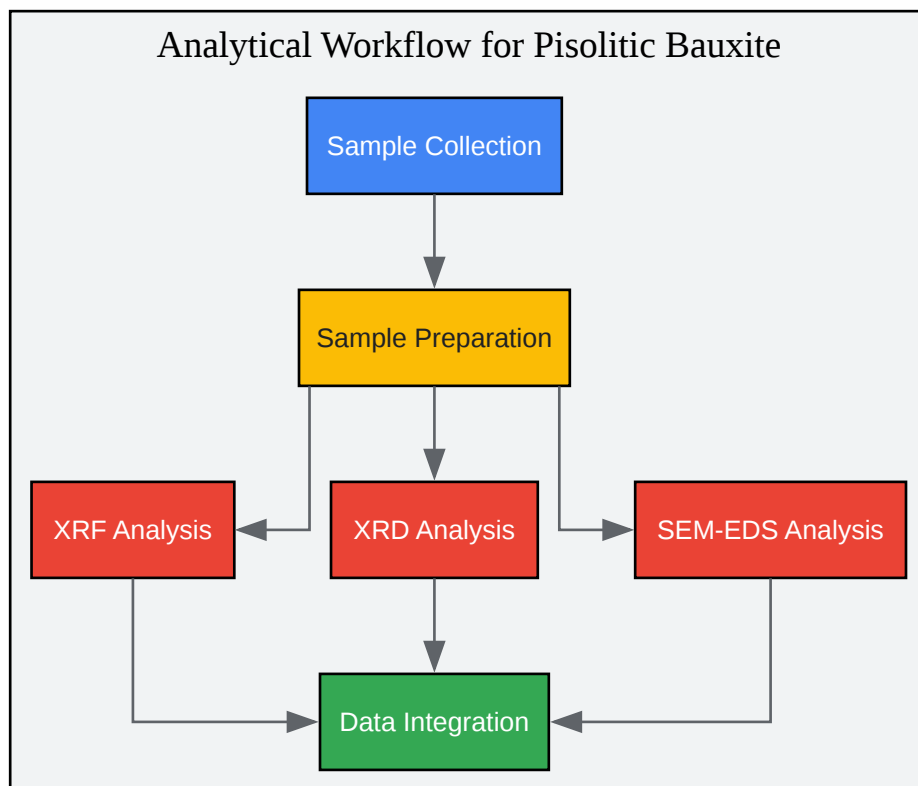 Analytical Workflow for Pisolitic Bauxite
Sample Collection
Sample Preparation
XRF Analysis
XRD Analysis
SEM-EDS Analysis
Data Integration